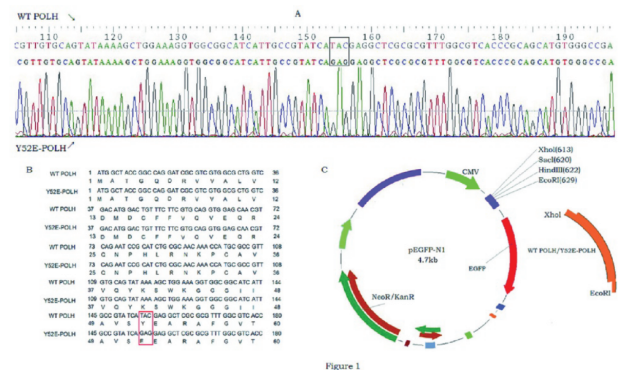 A
WT POLH
110 120 130 140 150 160 170 180 190
CGTTGTGCAGTATAAAAGCTGGAAAGGTGGCGGCATCATTGCCGTATCATACGAGGCTCGCGCGTTTGGCGTCACCCGCAGCATGTGGGCCGA
CGTTGTGCAGTATAAAAGCTGGAAAGGTGGCGGCATCATTGCCGTATCAGAGGAGGCTCGCGCGTTTGGCGTCACCCGCAGCATGTGGGCCGA
Y52E-POLH
B
WT POLH 1 ATG GCT ACC GGC CAG GAT CGC GTC GTG GCG CTG GTC 36
1 M A T G Q D R V V A L V
Y52E-POLH 1 ATG GCT ACC GGC CAG GAT CGC GTC GTG GCG CTG GTC 36
1 M A T G Q D R V V A L V 12
WT POLH 37 GAC ATG GAC TGT TTC TTC GTG CAG GTG GAG CAA CGT 72
13 D M D C F F V Q V E Q R 24
Y52E-POLH 37 GAC ATG GAC TGT TTC TTC GTG CAG GTG GAG CAA CGT 72
13 D M D C F F V Q V E Q R 24
WT POLH 73 CAG AAT CCG CAT CTG CGC AAC AAA CCA TGC GCC GTT 108
25 Q N P H L R N K P C A V 36
Y52E-POLH 73 CAG AAT CCG CAT CTG CGC AAC AAA CCA TGC GCC GTT 108
25 Q N P H L R N K P C A V 36
WT POLH 109 GTG CAG TAT AAA AGC TGG AAA GGT GGC GGC ATC ATT 144
37 V Q Y K S W K G G G I I 48
Y52E-POLH 109 GTG CAG TAT AAA AGC TGG AAA GGT GGC GGC ATC ATT 144
37 V Q Y K S W K G G G I I 48
WT POLH 145 GCC GTA TCA TAC GAG GCT CGC GCG TTT GGC GTC ACC 180
49 A V S Y E A R A F G V T 60
Y52E-POLH 145 GCC GTA TCA GAG GAG GCT CGC GCG TTT GGC GTC ACC 180
49 A V S E E A R A F G V T 60
C
CMV
XhoI(613)
SacI(620)
HindIII(622)
EcoRI(629)
pEGFP-N1
4.7kb
EGFP
NeoR/KanR
XhoI
WT POLH/Y52E-POLH
EcoRI
Figure 1